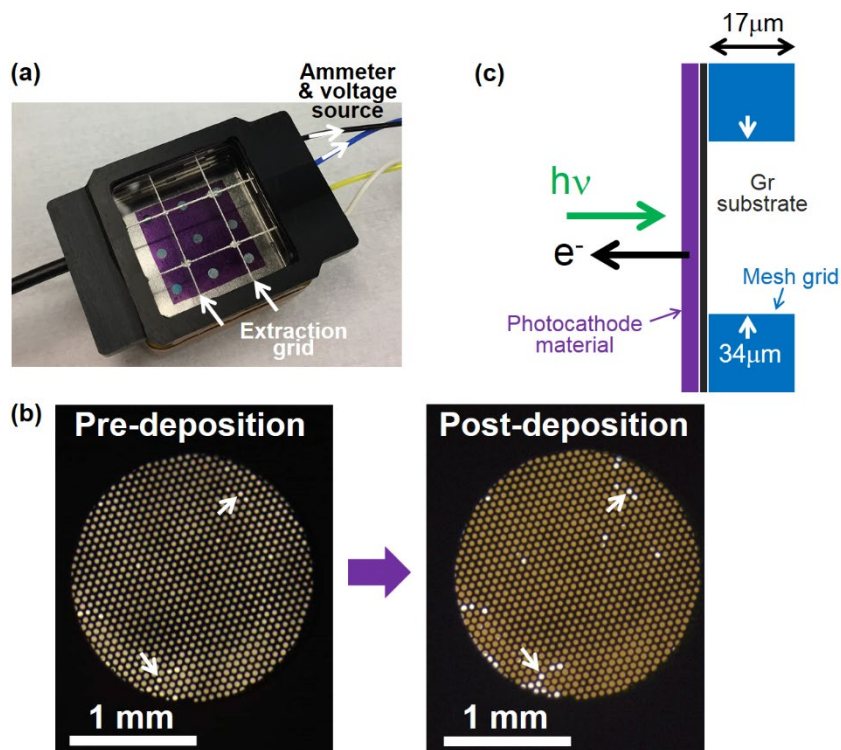 (a)
Ammeter
& voltage
source
Extraction
grid
(c)
17μm
hν
e-
Gr
substrate
Mesh grid
Photocathode
material
34μm
(b)
Pre-deposition
Post-deposition
1 mm
1 mm